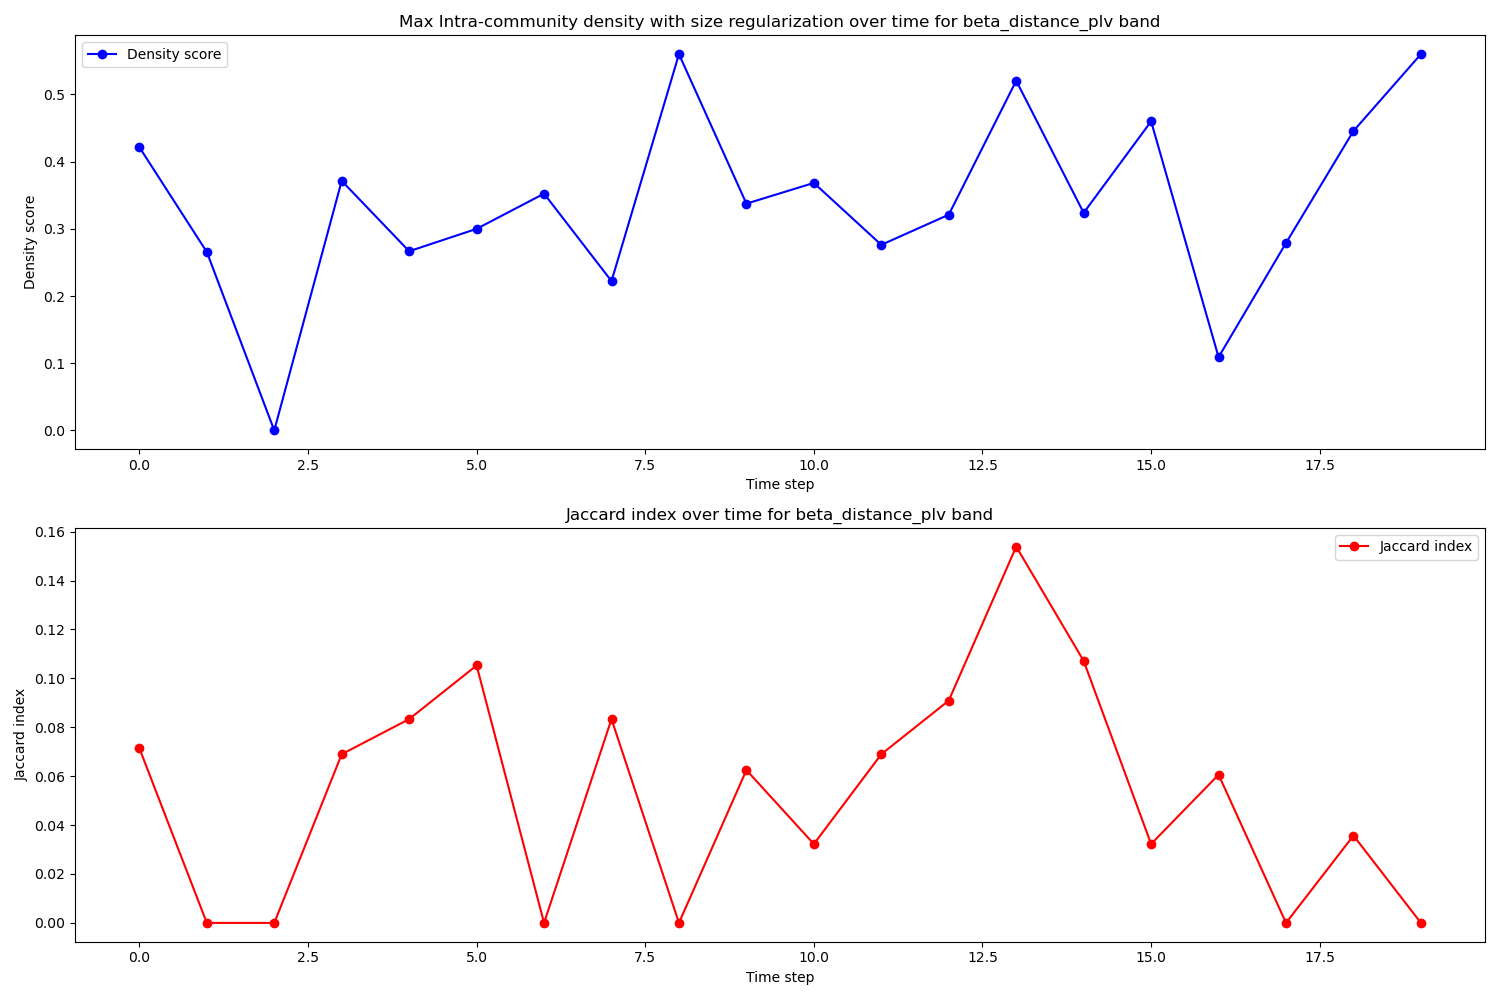 Max Intra-community density with size regularization over time for beta_distance_plv band
Density score
Density score
0.5
0.4
0.3
0.2
0.1
0.0
0.0 2.5 5.0 7.5 10.0 12.5 15.0 17.5
Time step
Jaccard index over time for beta_distance_plv band
Jaccard index
Jaccard index
0.16
0.14
0.12
0.10
0.08
0.06
0.04
0.02
0.00
0.0 2.5 5.0 7.5 10.0 12.5 15.0 17.5
Time step